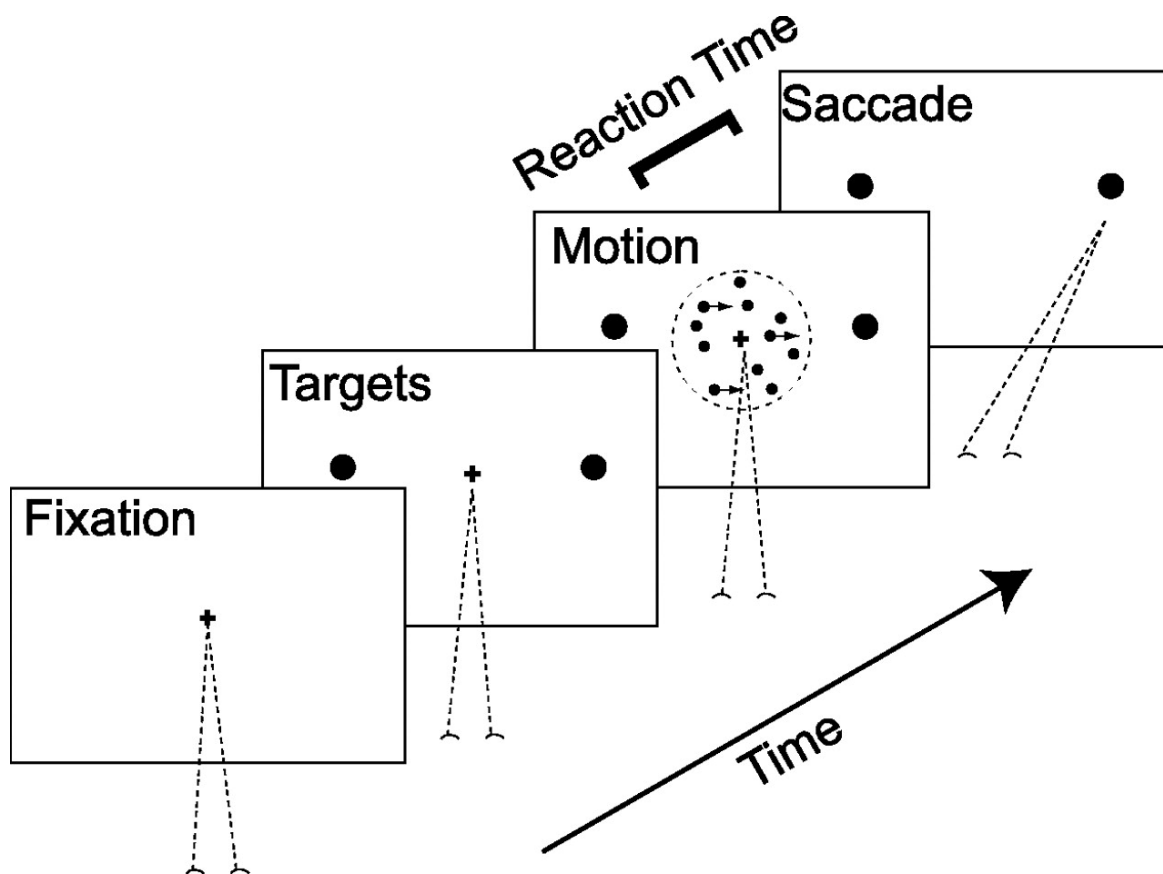 Reaction Time
Saccade
Motion
Targets
Fixation
Time